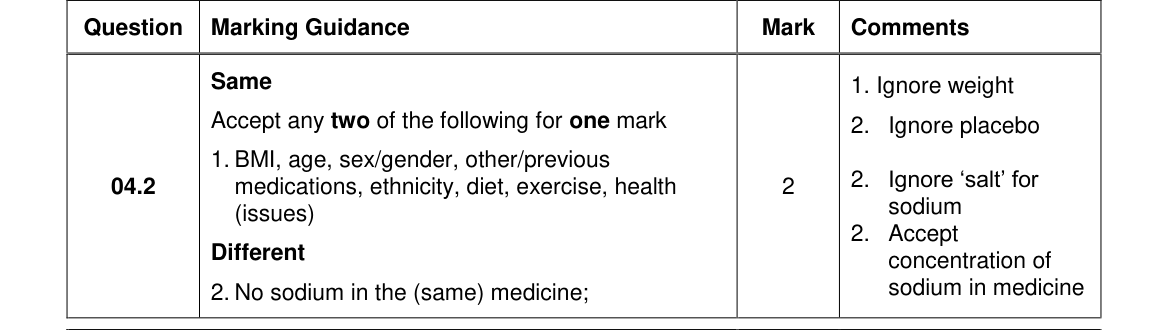 Question Marking Guidance Mark Comments
Same
Accept any two of the following for one mark
1. BMI, age, sex/gender, other/previous
medications, ethnicity, diet, exercise, health
(issues)
Different
2. No sodium in the (same) medicine;
04.2
2
1. Ignore weight
2. Ignore placebo
2. Ignore ‘salt’ for
sodium
2. Accept
concentration of
sodium in medicine